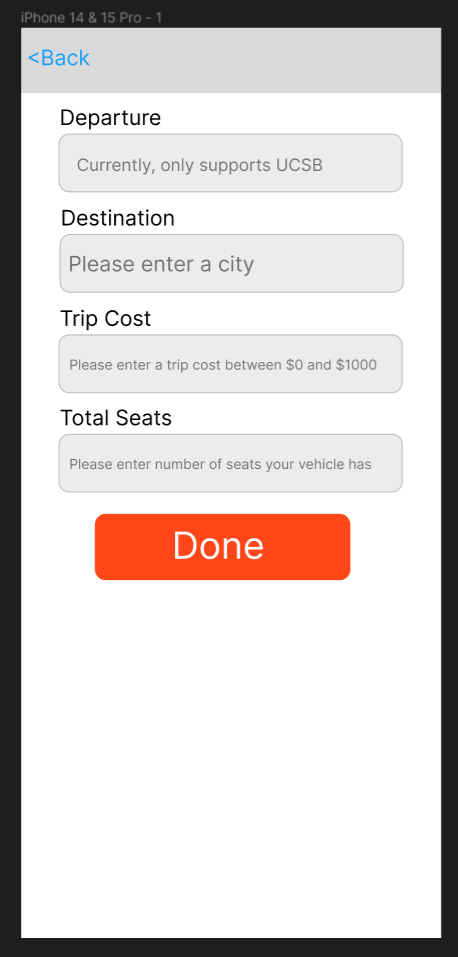 iPhone 14 & 15 Pro - 1
<Back
Departure
Currently, only supports UCSB
Destination
Please enter a city
Trip Cost
Please enter a trip cost between $0 and $1000
Total Seats
Please enter number of seats your vehicle has
Done